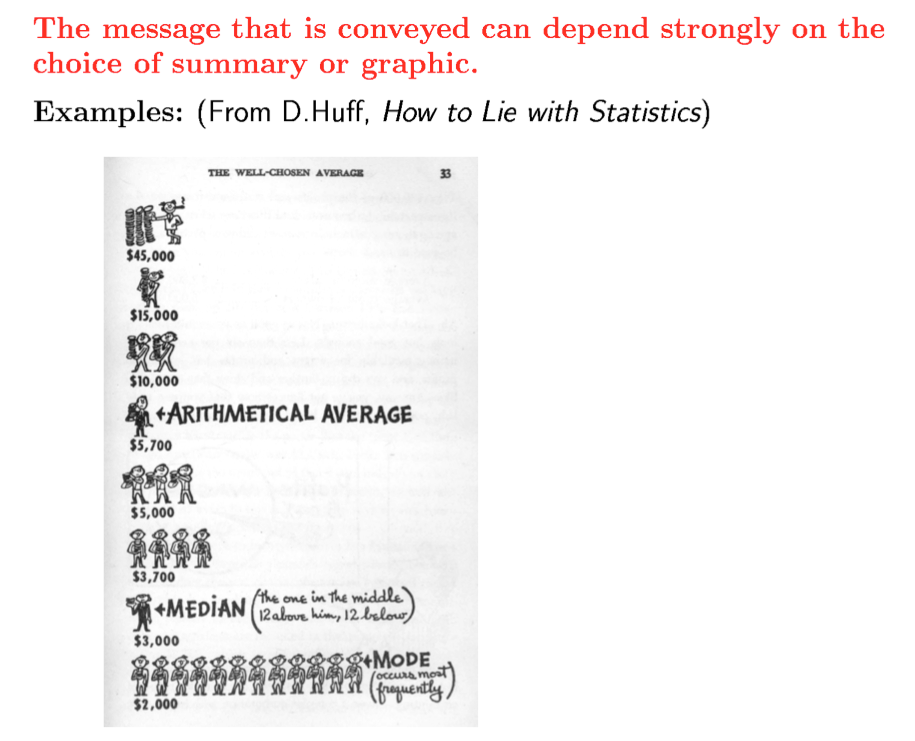 The message that is conveyed can depend strongly on the
choice of summary or graphic.
Examples: (From D.Huff, How to Lie with Statistics)
THE WELL-CHOSEN AVERAGE 33
$45,000
$15,000
$10,000
←ARITHMETICAL AVERAGE
$5,700
$5,000
$3,700
←MEDIAN (the one in the middle
12 above him, 12 below)
$3,000
←MODE
(occurs most
frequently)
$2,000